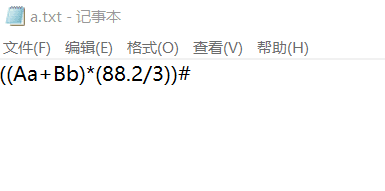 a.txt - 记事本
文件(F) 编辑(E) 格式(O) 查看(V) 帮助(H)
((Aa+Bb)*(88.2/3))#